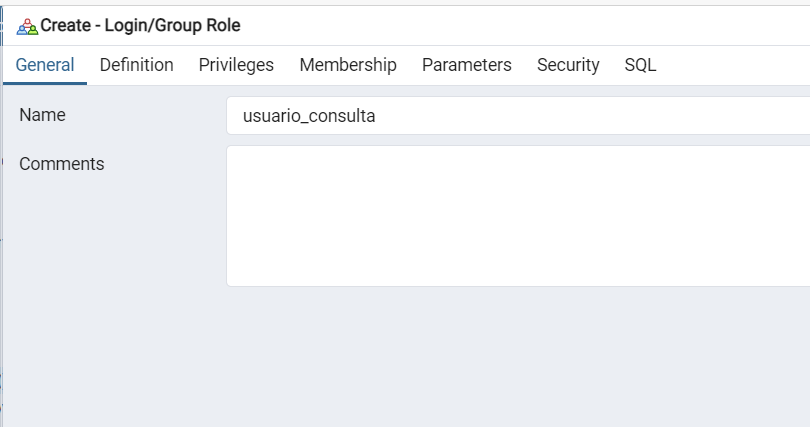 Create - Login/Group Role
General Definition Privileges Membership Parameters Security SQL
Name usuario_consulta
Comments